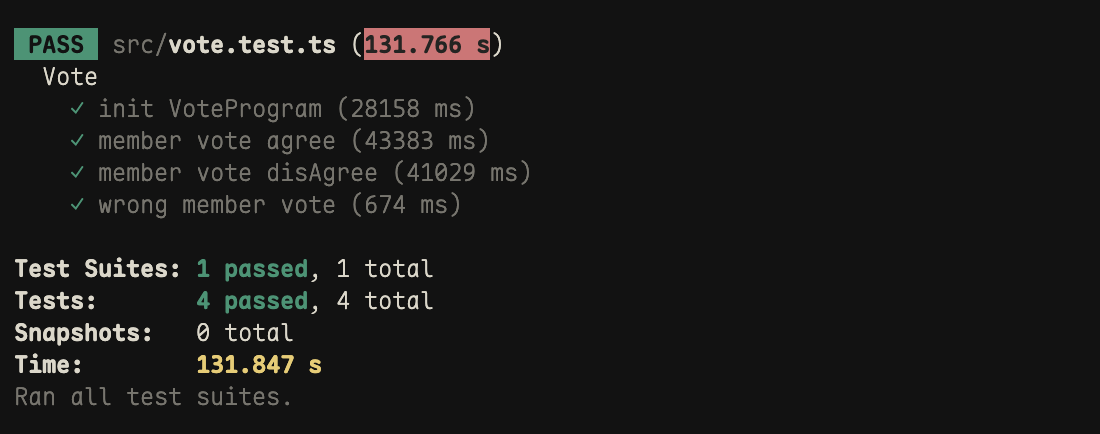 PASS src/vote.test.ts (131.766 s)
Vote
✓ init VoteProgram (28158 ms)
✓ member vote agree (43383 ms)
✓ member vote disAgree (41029 ms)
✓ wrong member vote (674 ms)
Test Suites: 1 passed, 1 total
Tests: 4 passed, 4 total
Snapshots: 0 total
Time: 131.847 s
Ran all test suites.